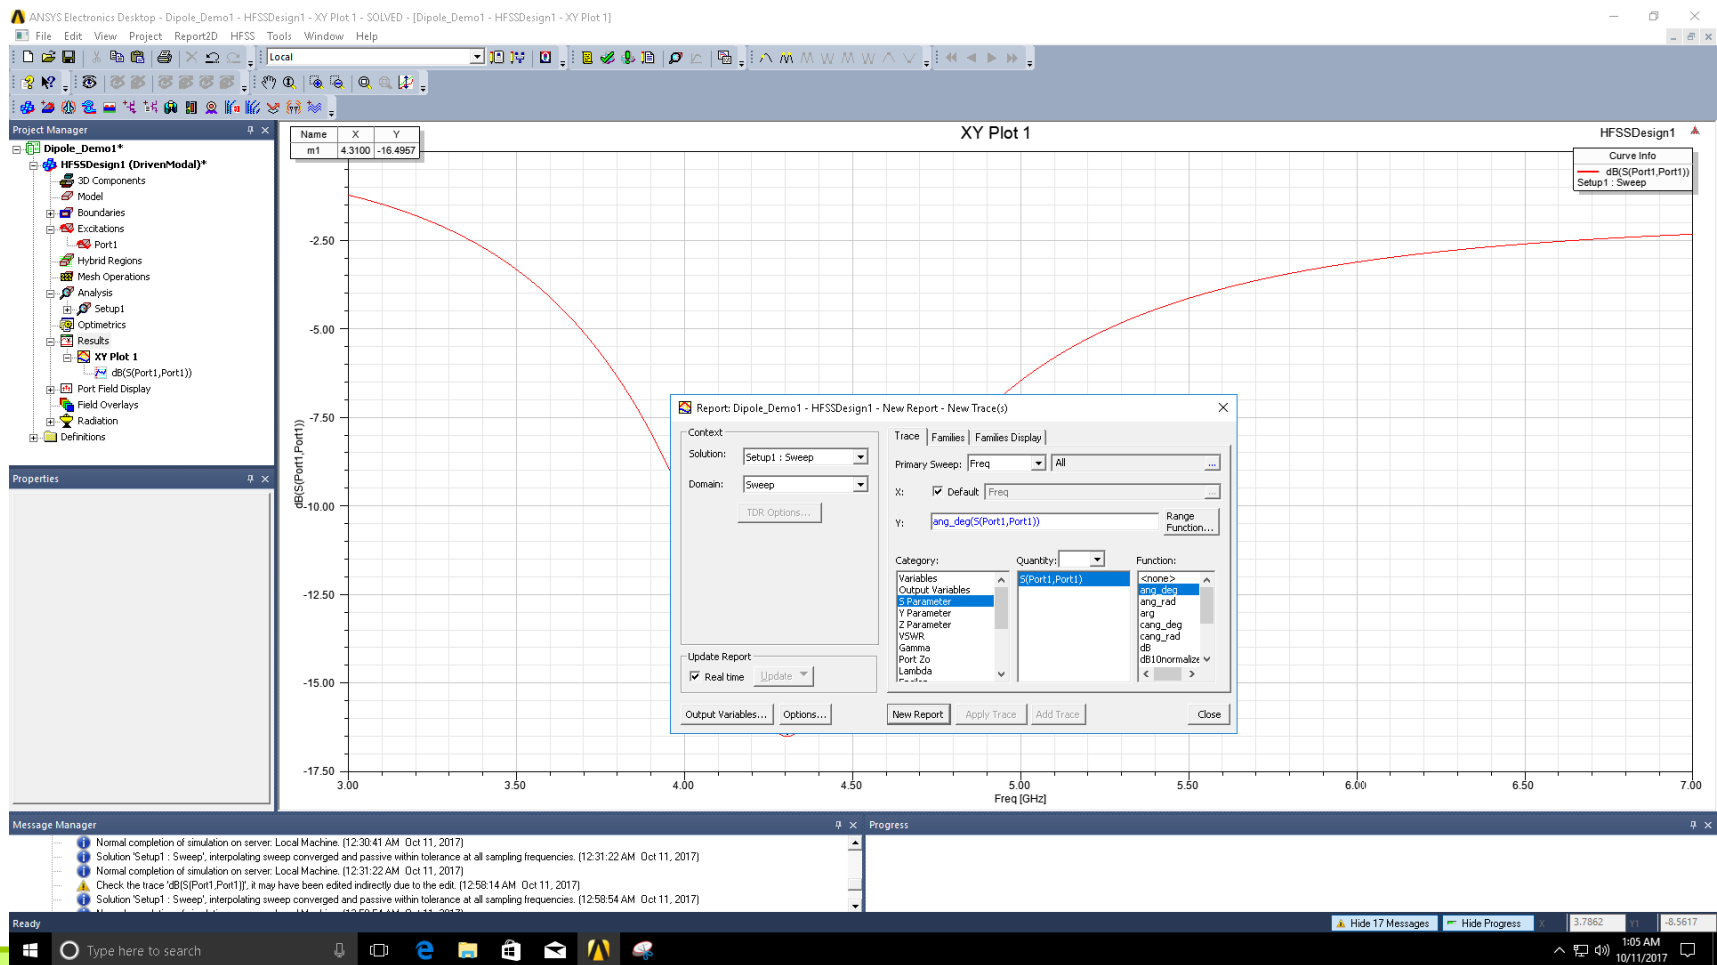 ANSYS Electronics Desktop - Dipole_Demo1 - HFSSDesign1 - XY Plot 1 - SOLVED - [Dipole_Demo1 - HFSSDesign1 - XY Plot 1]
File Edit View Project Report2D HFSS Tools Window Help
Local
Project Manager
Dipole_Demo1*
HFSSDesign1 (DrivenModal)*
3D Components
Model
Boundaries
Excitations
Port1
Hybrid Regions
Mesh Operations
Analysis
Setup1
Optimetrics
Results
XY Plot 1
dB(S(Port1,Port1))
Port Field Display
Field Overlays
Radiation
Definitions
Properties
Name X Y
m1 4.3100 -16.4957
XY Plot 1
HFSSDesign1
Curve Info
dB(S(Port1,Port1))
Setup1 : Sweep
-2.50
-5.00
-7.50
-10.00
-12.50
-15.00
-17.50
dB(S(Port1,Port1))
3.00 3.50 4.00 4.50 5.00 5.50 6.00 6.50 7.00
Freq [GHz]
Report: Dipole_Demo1 - HFSSDesign1 - New Report - New Trace(s)
Context
Solution: Setup1 : Sweep
Domain: Sweep
TDR Options...
Update Report
Real time Update
Output Variables... Options...
Trace Families Families Display
Primary Sweep: Freq All ...
X: Default Freq ...
Y: ang_deg(S(Port1,Port1)) Range Function...
Category: Quantity: Function:
Variables
Output Variables
S Parameter
Y Parameter
Z Parameter
VSWR
Gamma
Port Zo
Lambda
S(Port1,Port1)
<none>
ang_deg
ang_rad
arg
cang_deg
cang_rad
dB
dB10normalize
New Report Apply Trace Add Trace Close
Message Manager
Normal completion of simulation on server: Local Machine. (12:30:41 AM Oct 11, 2017)
Solution 'Setup1 : Sweep', interpolating sweep converged and passive within tolerance at all sampling frequencies. (12:31:22 AM Oct 11, 2017)
Normal completion of simulation on server: Local Machine. (12:31:22 AM Oct 11, 2017)
Check the trace 'dB(S(Port1,Port1))', it may have been edited indirectly due to the edit. (12:58:14 AM Oct 11, 2017)
Solution 'Setup1 : Sweep', interpolating sweep converged and passive within tolerance at all sampling frequencies. (12:58:54 AM Oct 11, 2017)
Progress
Ready
Hide 17 Messages Hide Progress X 3.7862 Y1 -8.5617
Type here to search
1:05 AM
10/11/2017